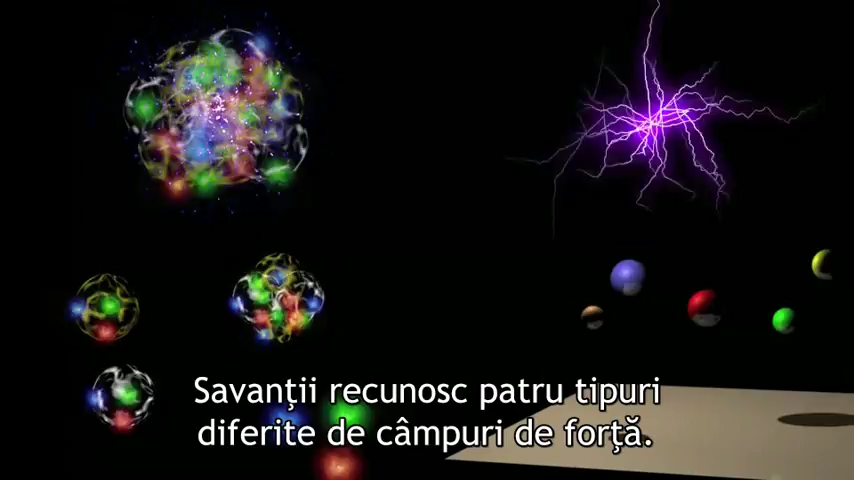 Savanţii recunosc patru tipuri
diferite de câmpuri de forţă.